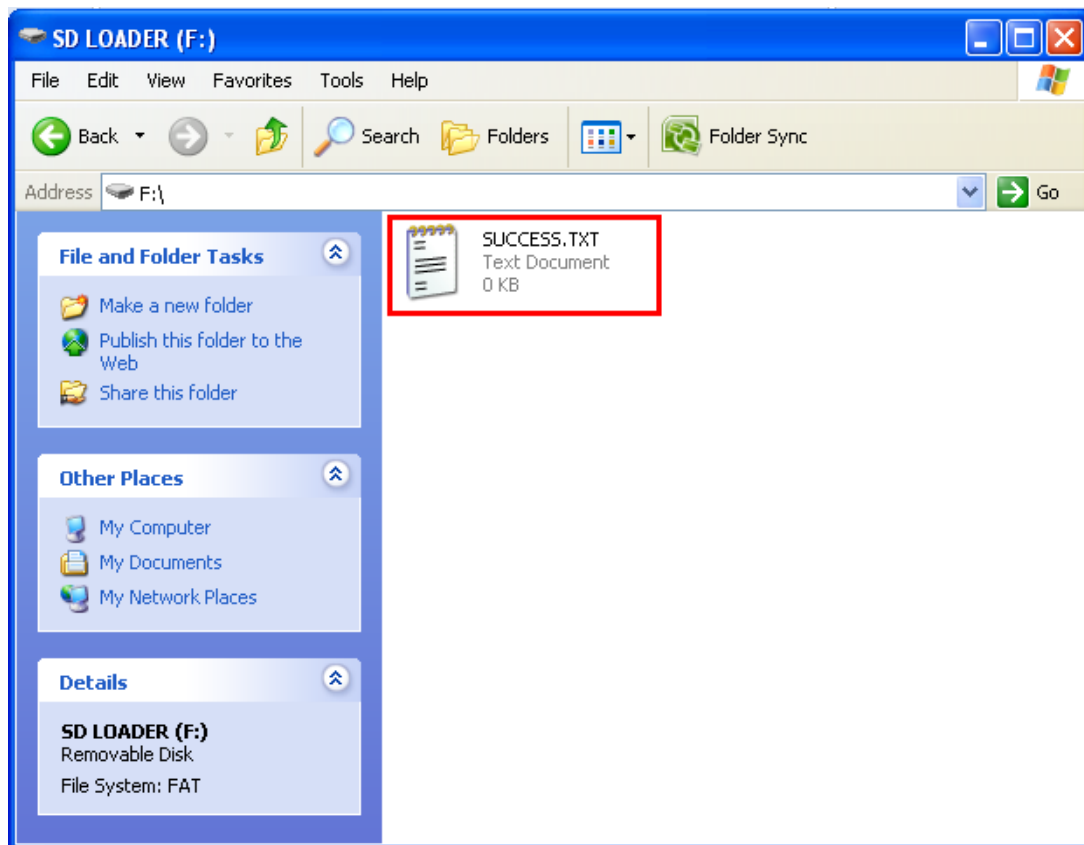 SD LOADER (F:)
File Edit View Favorites Tools Help
Back Search Folders Folder Sync
Address F:\ Go
File and Folder Tasks
Make a new folder
Publish this folder to the
Web
Share this folder
Other Places
My Computer
My Documents
My Network Places
Details
SD LOADER (F:)
Removable Disk
File System: FAT
SUCCESS.TXT
Text Document
0 KB